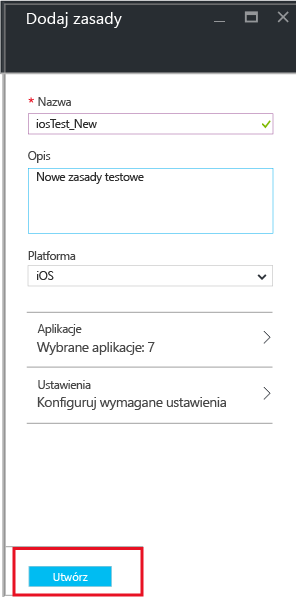 Dodaj zasady
* Nazwa
iosTest_New
Opis
Nowe zasady testowe
Platforma
iOS
Aplikacje
Wybrane aplikacje: 7
Ustawienia
Konfiguruj wymagane ustawienia
Utwórz